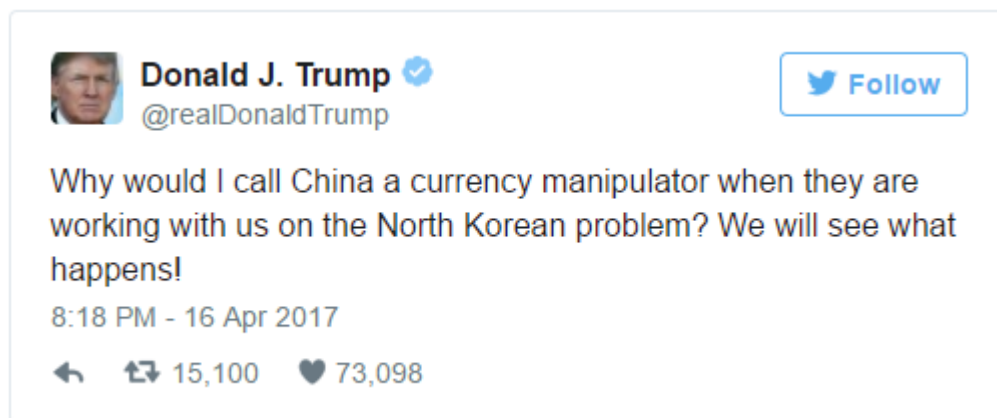 Donald J. Trump
@realDonaldTrump
Follow
Why would I call China a currency manipulator when they are
working with us on the North Korean problem? We will see what
happens!
8:18 PM - 16 Apr 2017
15,100 73,098